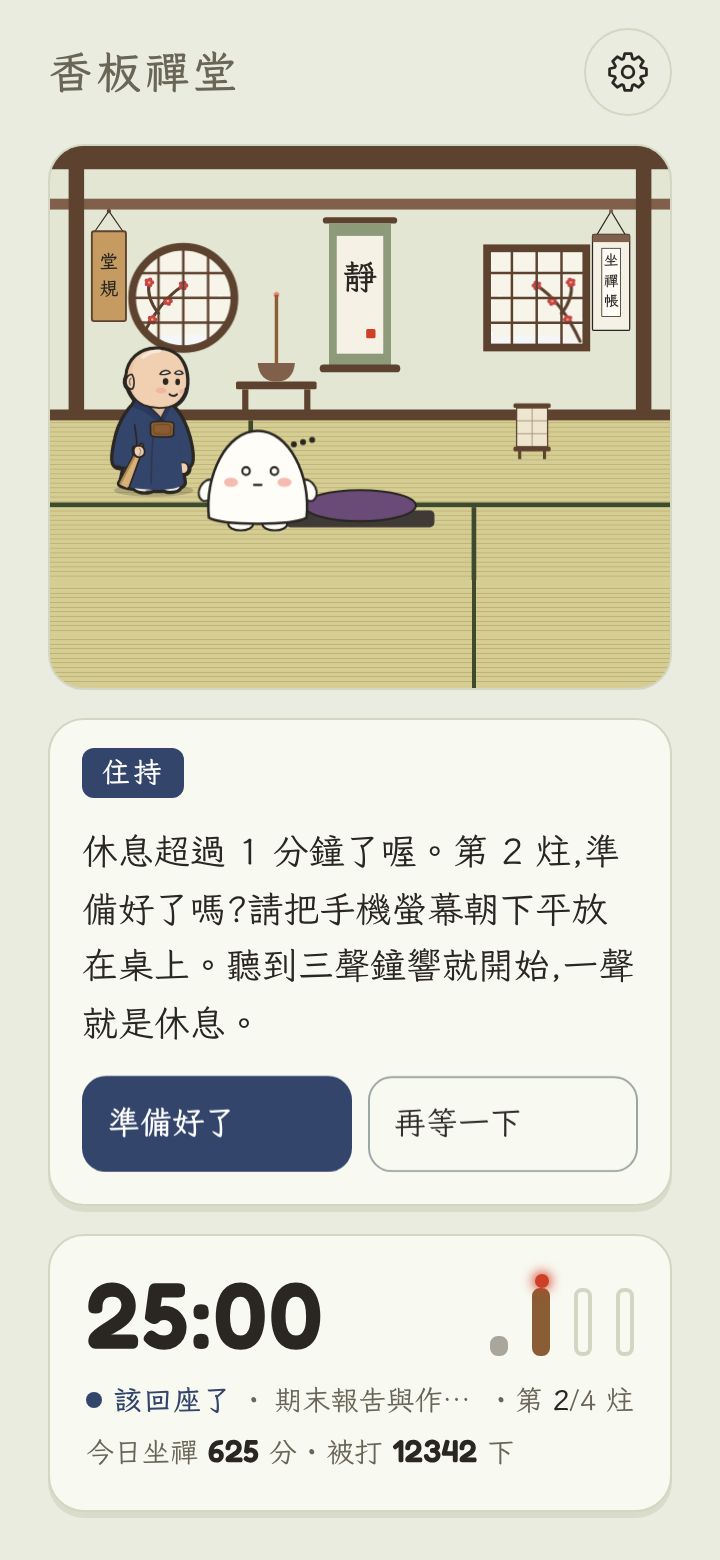 香板禪堂
堂規
靜
坐禪帳
住持
休息超過 1 分鐘了喔。第 2 炷,準
備好了嗎?請把手機螢幕朝下平放
在桌上。聽到三聲鐘響就開始,一聲
就是休息。
準備好了
再等一下
25:00
該回座了 · 期末報告與作⋯ · 第 2/4 炷
今日坐禪 625 分 · 被打 12342 下